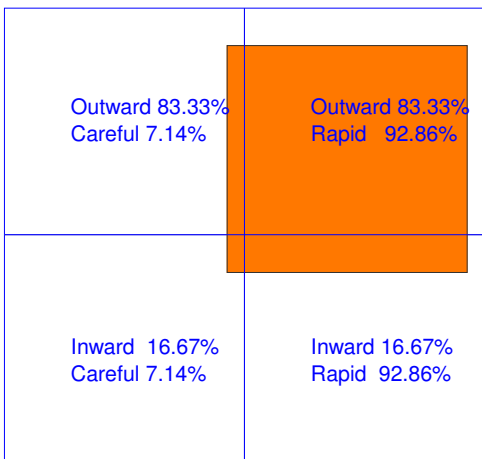 Outward 83.33%
Careful 7.14%
Outward 83.33%
Rapid 92.86%
Inward 16.67%
Careful 7.14%
Inward 16.67%
Rapid 92.86%